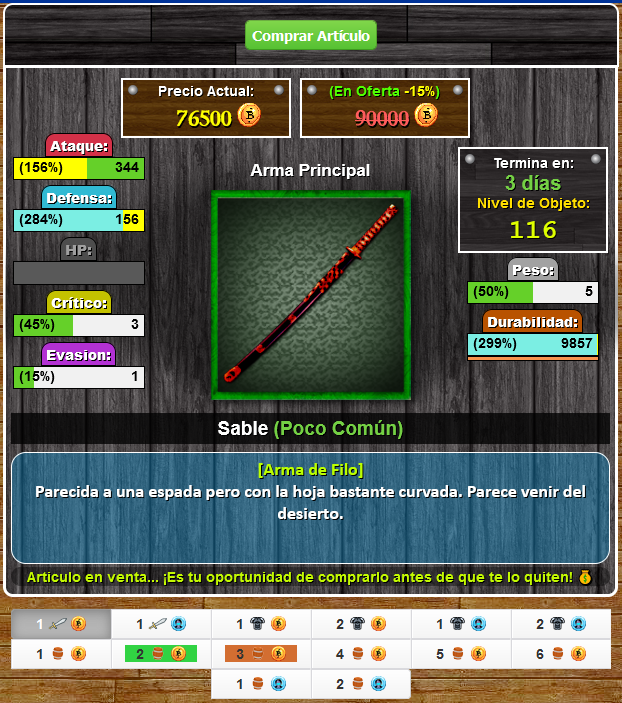 Comprar Artículo
Precio Actual:
76500
(En Oferta -15%)
90000
Ataque:
(156%) 344
Defensa:
(284%) 156
HP:
Crítico:
(45%) 3
Evasion:
(15%) 1
Arma Principal
Termina en:
3 días
Nivel de Objeto:
116
Peso:
(50%) 5
Durabilidad:
(299%) 9857
Sable (Poco Común)
[Arma de Filo]
Parecida a una espada pero con la hoja bastante curvada. Parece venir del
desierto.
Artículo en venta... ¡Es tu oportunidad de comprarlo antes de que te lo quiten!
1 1 1 2 1 2
1 2 3 4 5 6
1 2